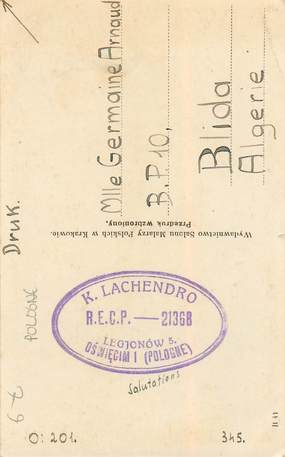 Mlle Germaine Arnaud
B.P. 10,
Blida
Algerie
Wydawnictwo Salonu Malarzy Polskich w Krakowie.
Przedruk wzbroniony.
Druk.
POLOGNE
K. LACHENDRO
R.E.C.P. — 21368
LEGJONÓW 5.
OŚWIĘCIM 1 (POLOGNE)
Salutations
O: 201.
345.